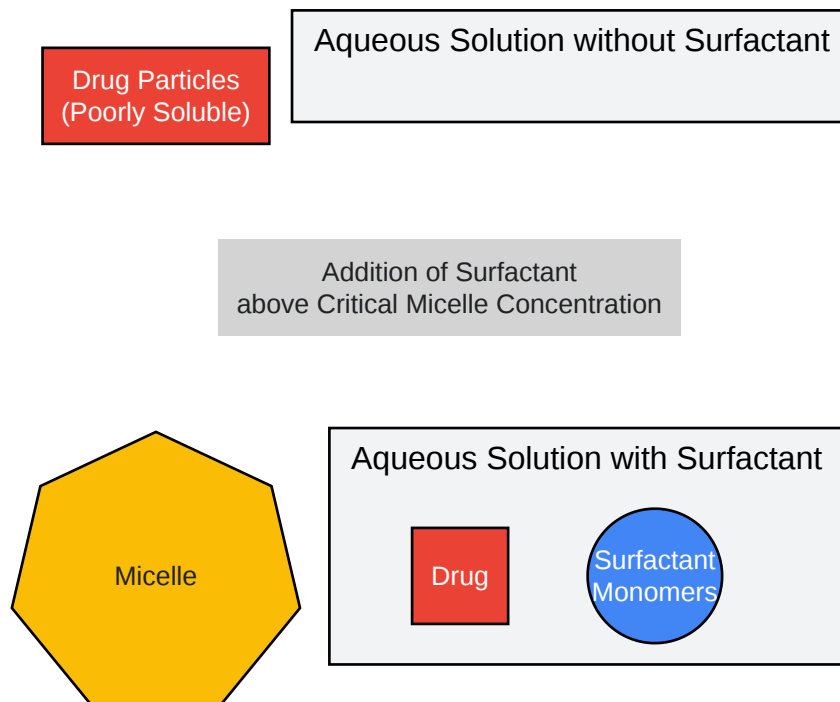 Aqueous Solution without Surfactant
Drug Particles
(Poorly Soluble)
Addition of Surfactant
above Critical Micelle Concentration
Aqueous Solution with Surfactant
Micelle
Drug
Surfactant
Monomers